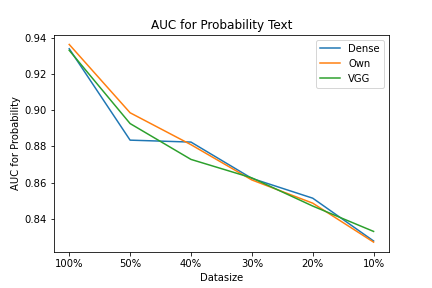 AUC for Probability Text
0.94
0.92
0.90
0.88
0.86
0.84
AUC for Probability
Dense
Own
VGG
100% 50% 40% 30% 20% 10%
Datasize